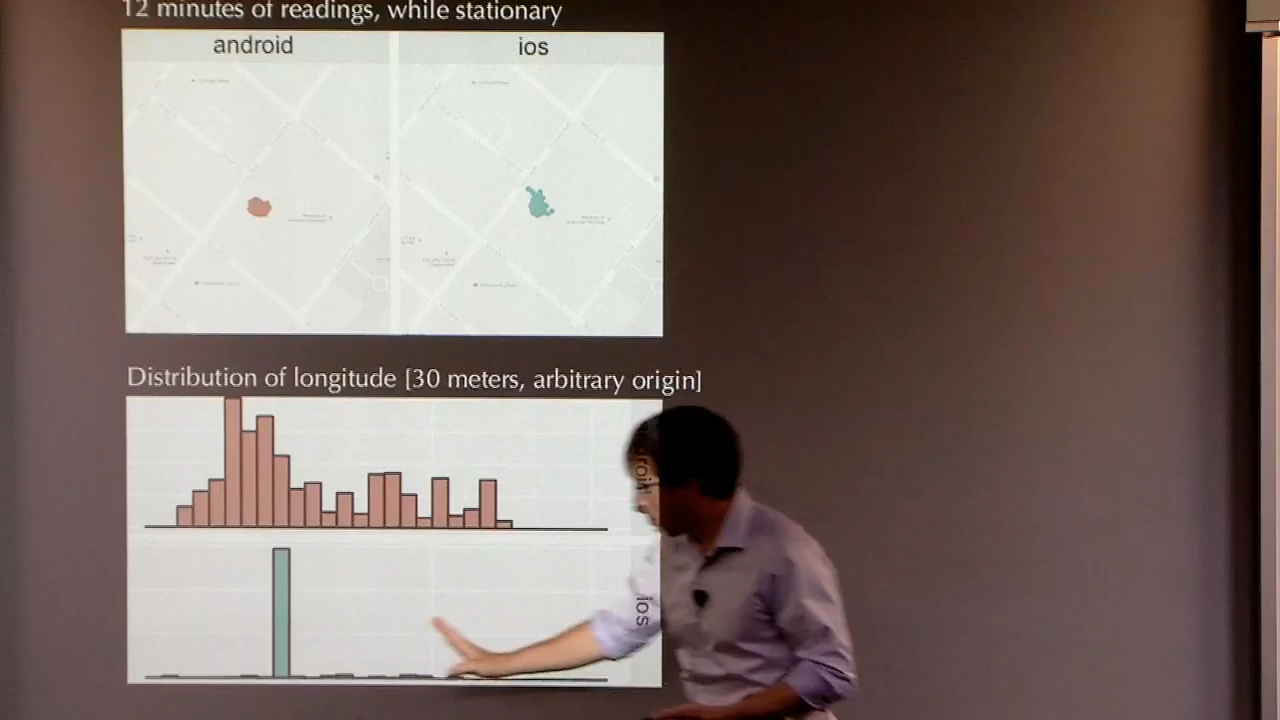 12 minutes of readings, while stationary
android
ios
Distribution of longitude [30 meters, arbitrary origin]
ios